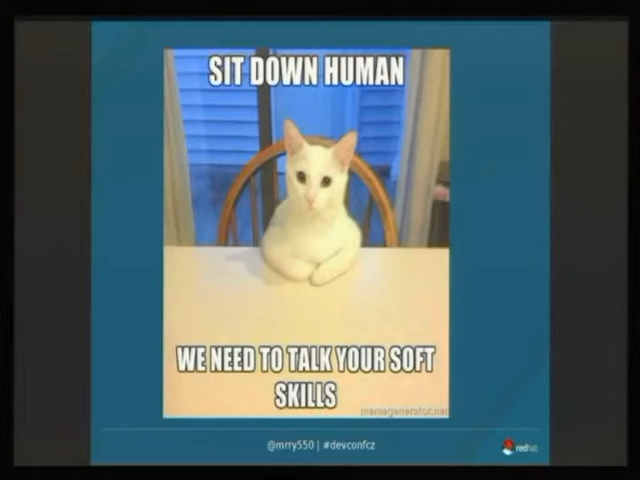 SIT DOWN HUMAN
WE NEED TO TALK YOUR SOFT
SKILLS
memegenerator.net
@mrry550 | #devconfcz
redhat